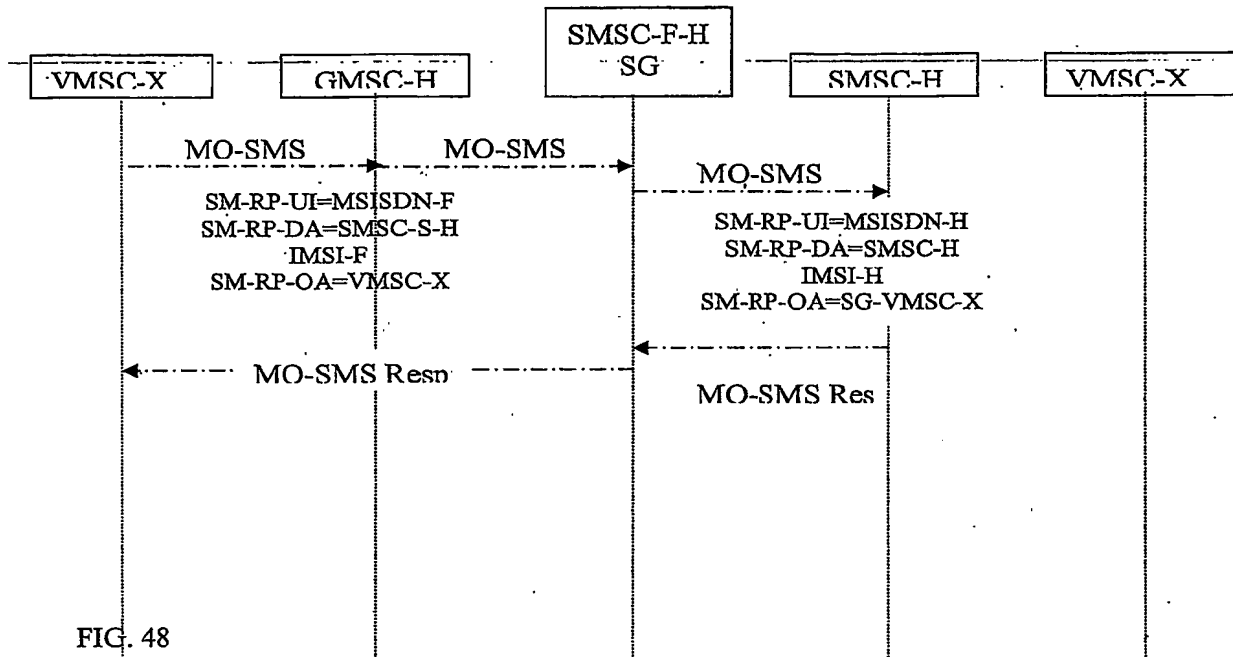 SMSC-F-H
SG
VMSC-X
GMSC-H
SMSC-H
VMSC-X
MO-SMS
MO-SMS
MO-SMS
SM-RP-UI=MSISDN-F
SM-RP-DA=SMSC-S-H
IMSI-F
SM-RP-OA=VMSC-X
SM-RP-UI=MSISDN-H
SM-RP-DA=SMSC-H
IMSI-H
SM-RP-OA=SG-VMSC-X
MO-SMS Resp
MO-SMS Res
FIG. 48